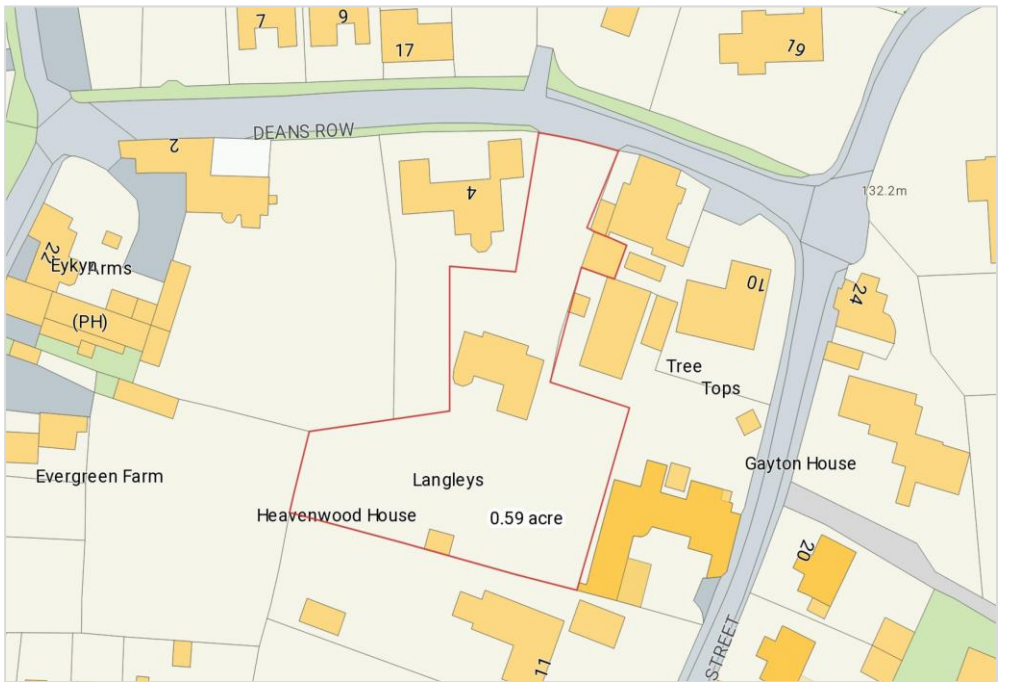 7
9
17
19
DEANS ROW
2
4
132.2m
22
Eykyn Arms
(PH)
10
24
Tree
Tops
Evergreen Farm
Langleys
Gayton House
Heavenwood House
0.59 acre
20
11
STREET